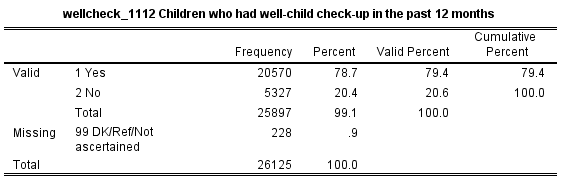 wellcheck_1112 Children who had well-child check-up in the past 12 months
Frequency Percent Valid Percent Cumulative Percent
Valid 1 Yes 20570 78.7 79.4 79.4
2 No 5327 20.4 20.6 100.0
Total 25897 99.1 100.0
Missing 99 DK/Ref/Not ascertained 228 .9
Total 26125 100.0